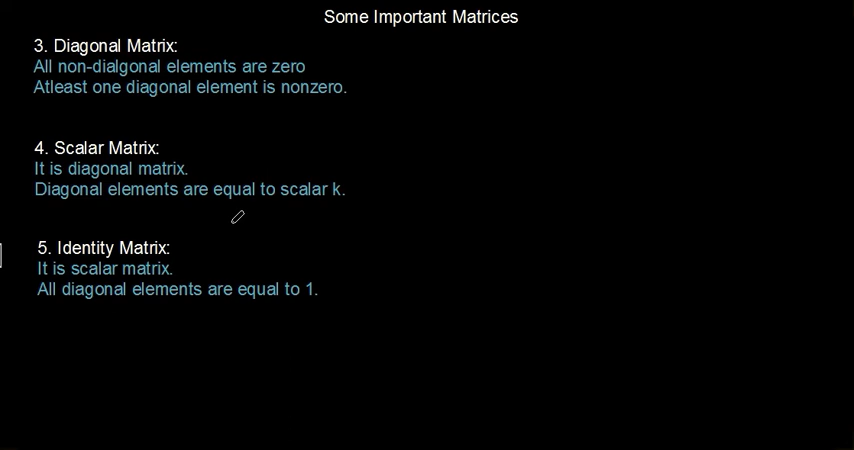 Some Important Matrices
3. Diagonal Matrix:
All non-dialgonal elements are zero
Atleast one diagonal element is nonzero.
4. Scalar Matrix:
It is diagonal matrix.
Diagonal elements are equal to scalar k.
5. Identity Matrix:
It is scalar matrix.
All diagonal elements are equal to 1.